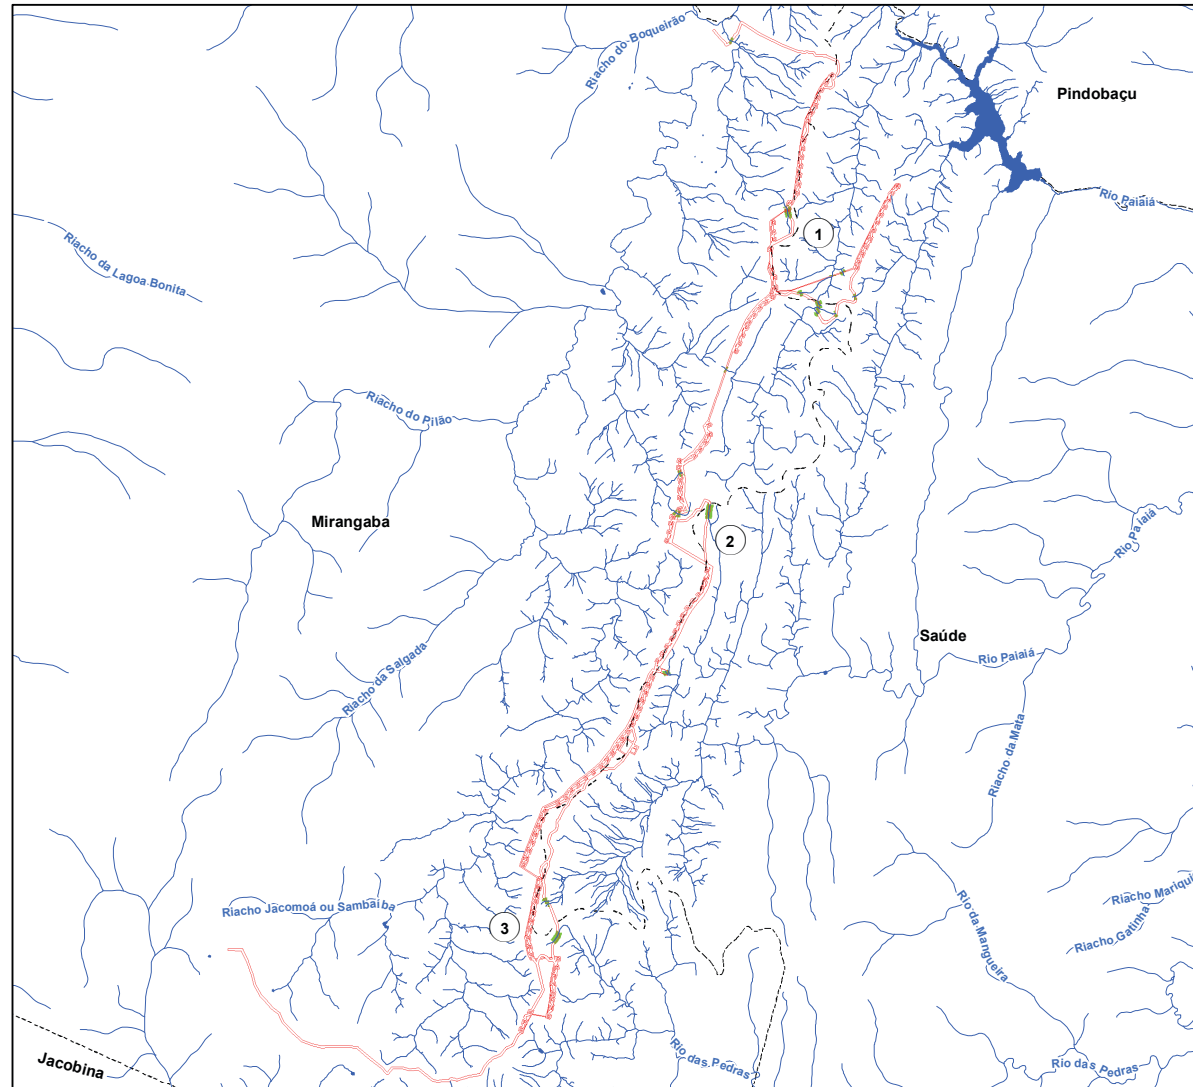 Riacho do Boqueirão
Pindobaçu
Rio Paiaiá
1
Riacho da Lagoa Bonita
Riacho do Pilão
Mirangaba
2
Rio Paiaiá
Saúde
Rio Paiaiá
Riacho da Salgada
Riacho da Mata
Riacho Mariqui
Riacho Jacomoá ou Sambaíba
Riacho Gatinha
3
Rio da Mangueira
Jacobina
Rio das Pedras
Rio das Pedras